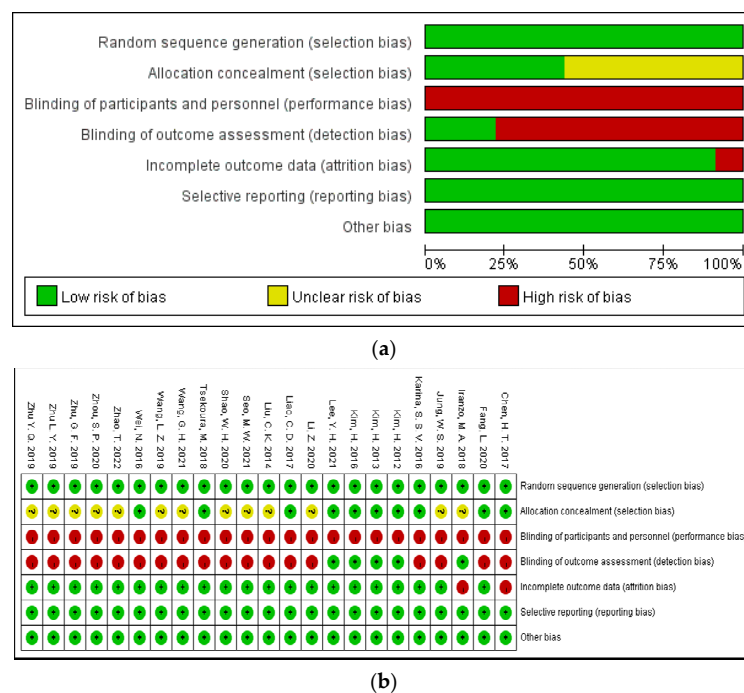 Random sequence generation (selection bias)
Allocation concealment (selection bias)
Blinding of participants and personnel (performance bias)
Blinding of outcome assessment (detection bias)
Incomplete outcome data (attrition bias)
Selective reporting (reporting bias)
Other bias
0% 25% 50% 75% 100%
Low risk of bias Unclear risk of bias High risk of bias
(a)
Zhu Y. Q. 2019
Zhu L. Y. 2019
Zhu, G. F. 2019
Zhou, S. P. 2020
Zhao, T. 2022
Wei, N. 2016
Wang, L. Z. 2019
Wang, G. H. 2021
Tsekoura, M. 2018
Shao, W. H. 2020
Seo, M. W. 2021
Liu, C. K. 2014
Liao, C. D. 2017
Li, Z. 2020
Lee, Y. H. 2021
Kim, H. 2016
Kim, H. 2013
Kim, H. 2012
Karina, S. S. V. 2016
Jung, W. S. 2019
Iranzo, M. A. 2018
Fang, L. 2020
Chen, H. T. 2017
+ + + + + + + + + + + + + + + + + + + + + + + Random sequence generation (selection bias)
? ? ? ? ? + ? ? + ? ? ? + ? + + + + + ? ? + + Allocation concealment (selection bias)
- - - - - - - - - - - - - - - - - - - - - - - Blinding of participants and personnel (performance bias
- - - - - - - - - - - - - - + + + + - - + - - Blinding of outcome assessment (detection bias)
+ + + + + + + + + + + + + + + + + + + + - + - Incomplete outcome data (attrition bias)
+ + + + + + + + + + + + + + + + + + + + + + + Selective reporting (reporting bias)
+ + + + + + + + + + + + + + + + + + + + + + + Other bias
(b)